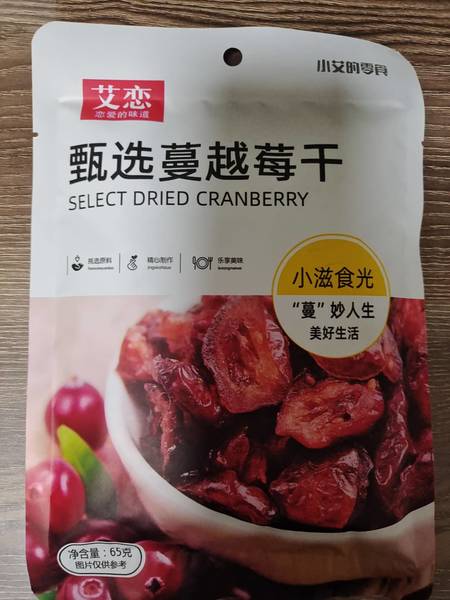 小艾的零食
艾恋
恋爱的味道
甄选蔓越莓干
SELECT DRIED CRANBERRY
挑选原料
精心制作
乐享美味
小滋食光
“蔓”妙人生
美好生活
净含量：65克
图片仅供参考